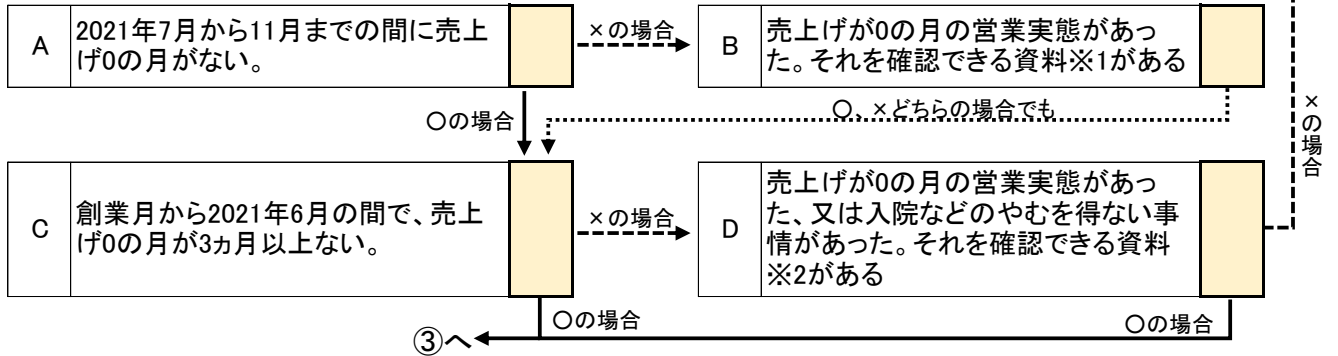 A
2021年7月から11月までの間に売上
げ0の月がない。
×の場合
B
売上げが0の月の営業実態があっ
た。それを確認できる資料※1がある
〇の場合
〇、×どちらの場合でも
×の場合
C
創業月から2021年6月の間で、売上
げ0の月が3ヵ月以上ない。
×の場合
D
売上げが0の月の営業実態があっ
た、又は入院などのやむを得ない事
情があった。それを確認できる資料
※2がある
〇の場合
〇の場合
③へ